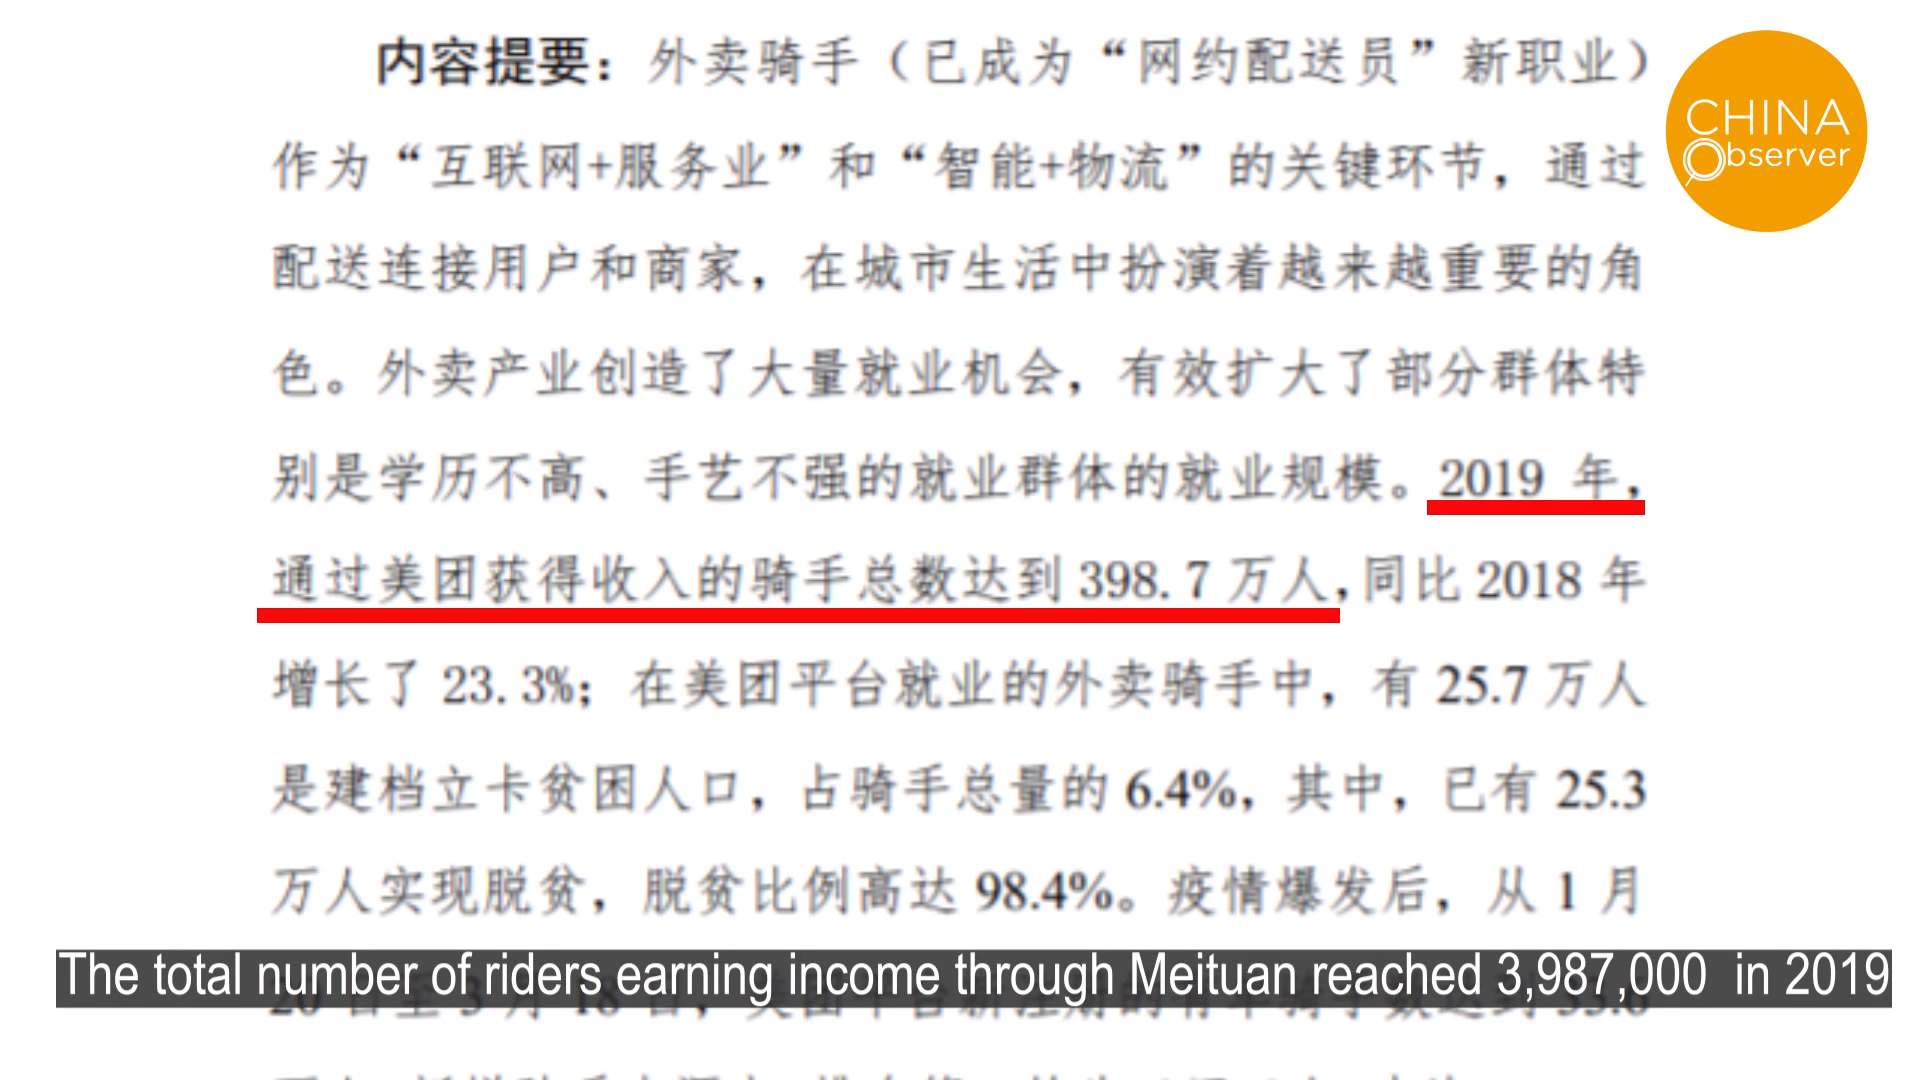 内容提要：外卖骑手（已成为“网约配送员”新职业）
作为“互联网+服务业”和“智能+物流”的关键环节，通过
配送连接用户和商家，在城市生活中扮演着越来越重要的角
色。外卖产业创造了大量就业机会，有效扩大了部分群体特
别是学历不高、手艺不强的就业群体的就业规模。2019 年，
通过美团获得收入的骑手总数达到 398.7 万人，同比 2018 年
增长了 23.3%；在美团平台就业的外卖骑手中，有 25.7 万人
是建档立卡贫困人口，占骑手总量的 6.4%，其中，已有 25.3
万人实现脱贫，脱贫比例高达 98.4%。疫情爆发后，从 1 月
The total number of riders earning income through Meituan reached 3,987,000 in 2019
CHINA
Observer